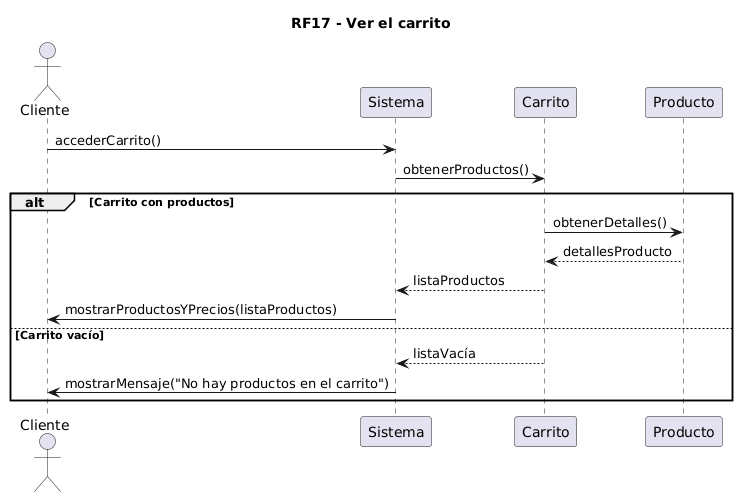 RF17 - Ver el carrito
Cliente
Sistema
Carrito
Producto
accederCarrito()
obtenerProductos()
alt
[Carrito con productos]
obtenerDetalles()
detallesProducto
listaProductos
mostrarProductosYPrecios(listaProductos)
[Carrito vacío]
listaVacía
mostrarMensaje("No hay productos en el carrito")
Cliente
Sistema
Carrito
Producto